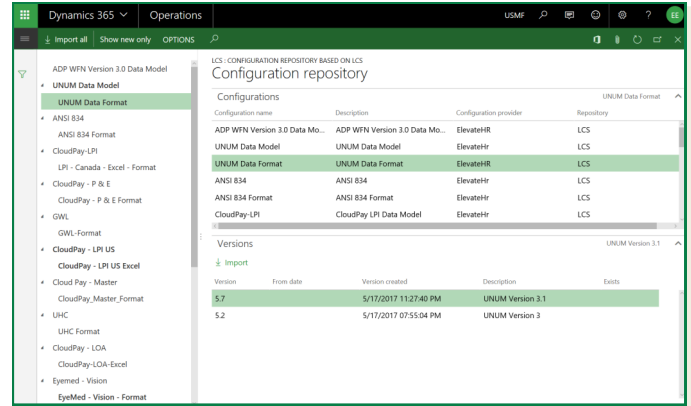 Dynamics 365 Operations USMF ? EE
Import all Show new only OPTIONS
ADP WFN Version 3.0 Data Model
UNUM Data Model
UNUM Data Format
ANSI 834
ANSI 834 Format
CloudPay-LPI
LPI - Canada - Excel - Format
CloudPay - P & E
CloudPay - P & E Format
GWL
GWL-Format
CloudPay - LPI US
CloudPay - LPI US Excel
Cloud Pay - Master
CloudPay_Master_Format
UHC
UHC Format
CloudPay - LOA
CloudPay-LOA-Excel
Eyemed - Vision
EyeMed - Vision - Format
LCS : CONFIGURATION REPOSITORY BASED ON LCS
Configuration repository
Configurations UNUM Data Format
Configuration name Description Configuration provider Repository
ADP WFN Version 3.0 Data Mo... ADP WFN Version 3.0 Data Mo... ElevateHR LCS
UNUM Data Model UNUM Data Model ElevateHR LCS
UNUM Data Format UNUM Data Format ElevateHR LCS
ANSI 834 ANSI 834 ElevateHr LCS
ANSI 834 Format ANSI 834 Format ElevateHr LCS
CloudPay-LPI CloudPay LPI Data Model ElevateHr LCS
Versions UNUM Version 3.1
Import
Version From date Version created Description Exists
5.7 5/17/2017 11:27:40 PM UNUM Version 3.1
5.2 5/17/2017 07:55:04 PM UNUM Version 3